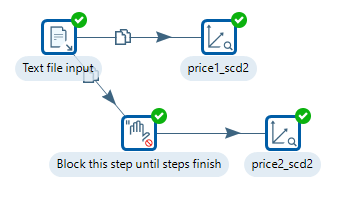 Text file input
price1_scd2
Block this step until steps finish
price2_scd2